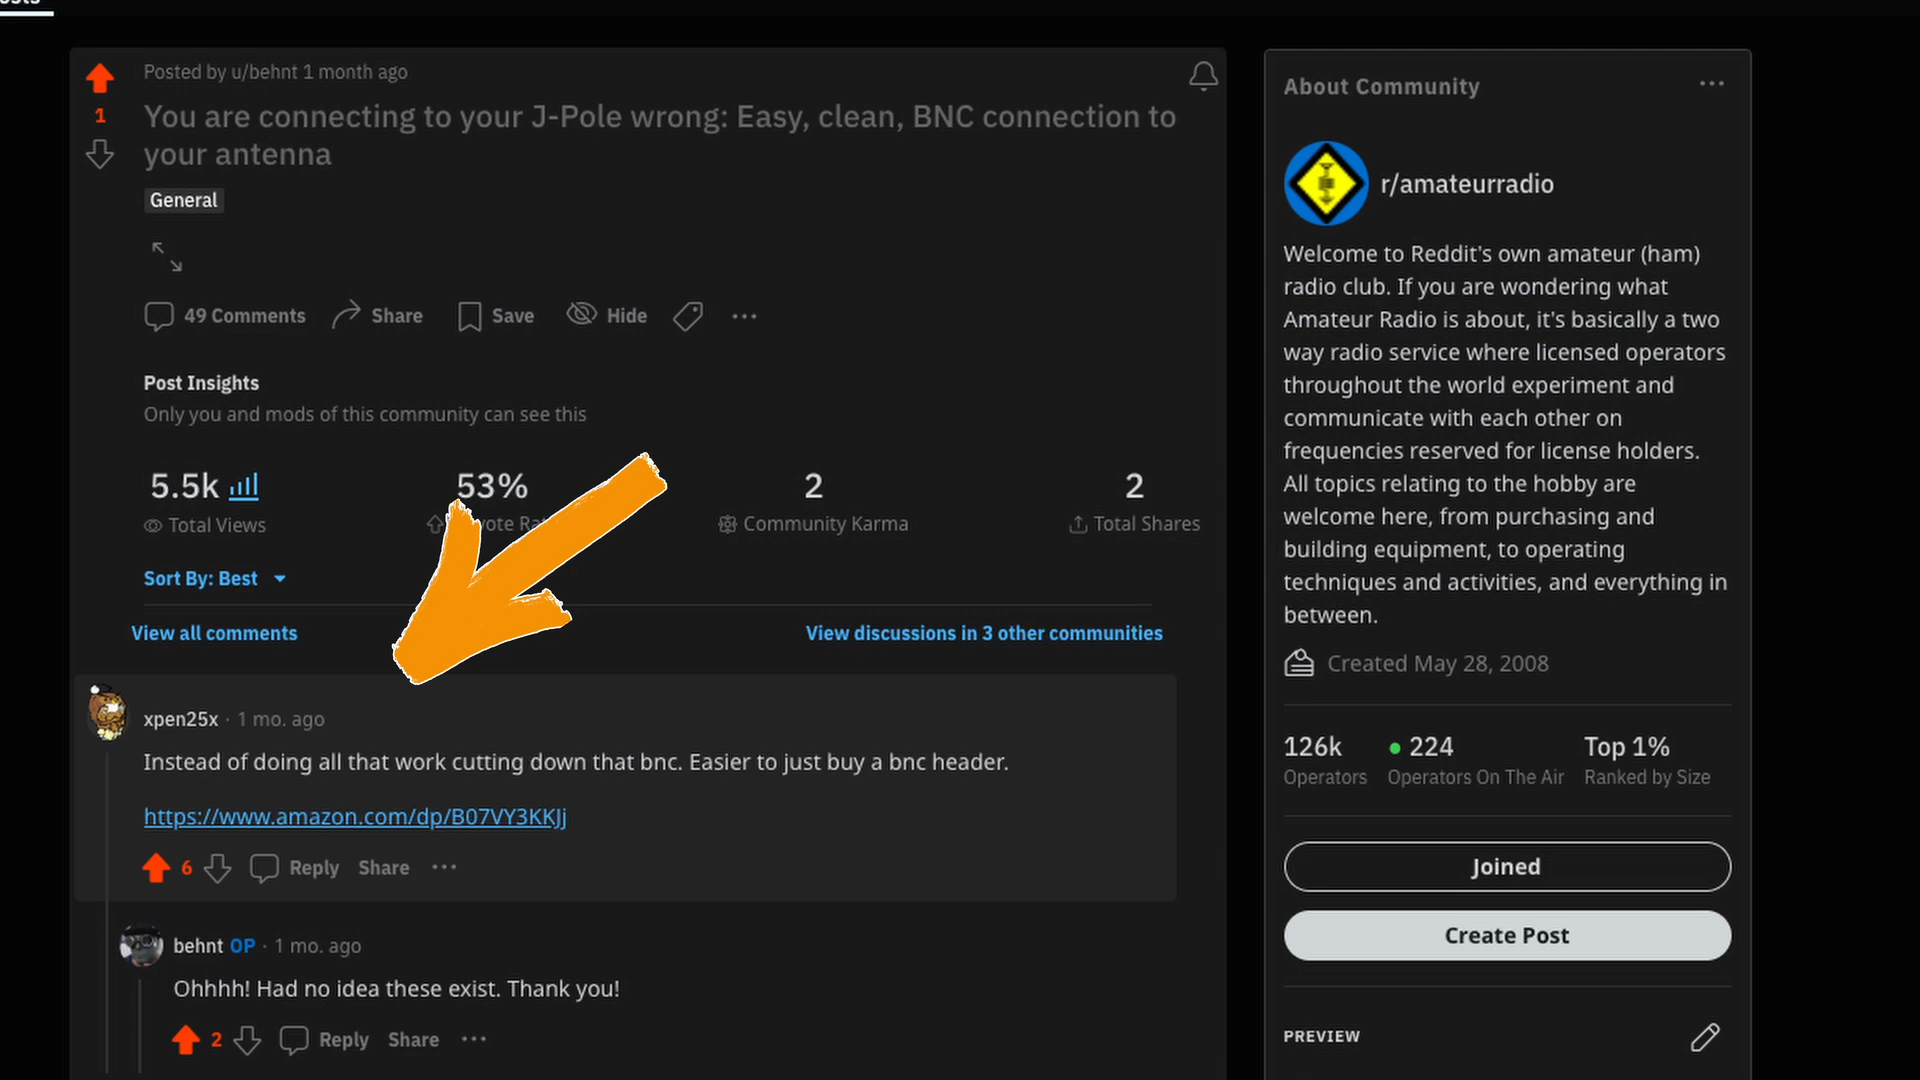 Posted by u/behnt 1 month ago
1
You are connecting to your J-Pole wrong: Easy, clean, BNC connection to
your antenna
General
49 Comments Share Save Hide
Post Insights
Only you and mods of this community can see this
5.5k 53% 2 2
Total Views vote Community Karma Total Shares
Sort By: Best
View all comments View discussions in 3 other communities
xpen25x · 1 mo. ago
Instead of doing all that work cutting down that bnc. Easier to just buy a bnc header.
https://www.amazon.com/dp/B07VY3KKJj
6 Reply Share
behnt OP · 1 mo. ago
Ohhhh! Had no idea these exist. Thank you!
2 Reply Share
About Community
r/amateurradio
Welcome to Reddit's own amateur (ham)
radio club. If you are wondering what
Amateur Radio is about, it's basically a two
way radio service where licensed operators
throughout the world experiment and
communicate with each other on
frequencies reserved for license holders.
All topics relating to the hobby are
welcome here, from purchasing and
building equipment, to operating
techniques and activities, and everything in
between.
Created May 28, 2008
126k 224 Top 1%
Operators Operators On The Air Ranked by Size
Joined
Create Post
PREVIEW